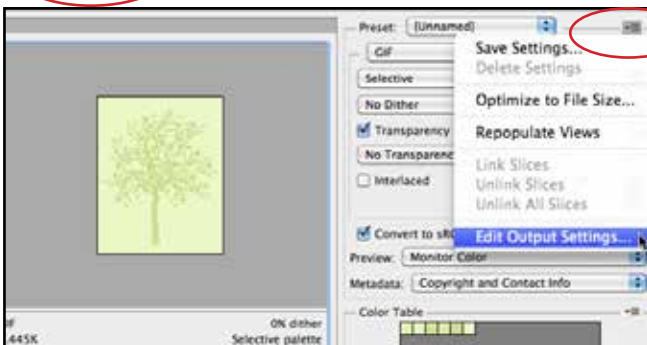 Preset: [Unnamed]
GIF
Selective
No Dither
Transparency
No Transparenc
Interlaced
Convert to sR
Preview: Monitor Color
Metadata: Copyright and Contact Info
Color Table
Save Settings...
Delete Settings
Optimize to File Size...
Repopulate Views
Link Slices
Unlink Slices
Unlink All Slices
Edit Output Settings...
0% dither
.445K
Selective palette